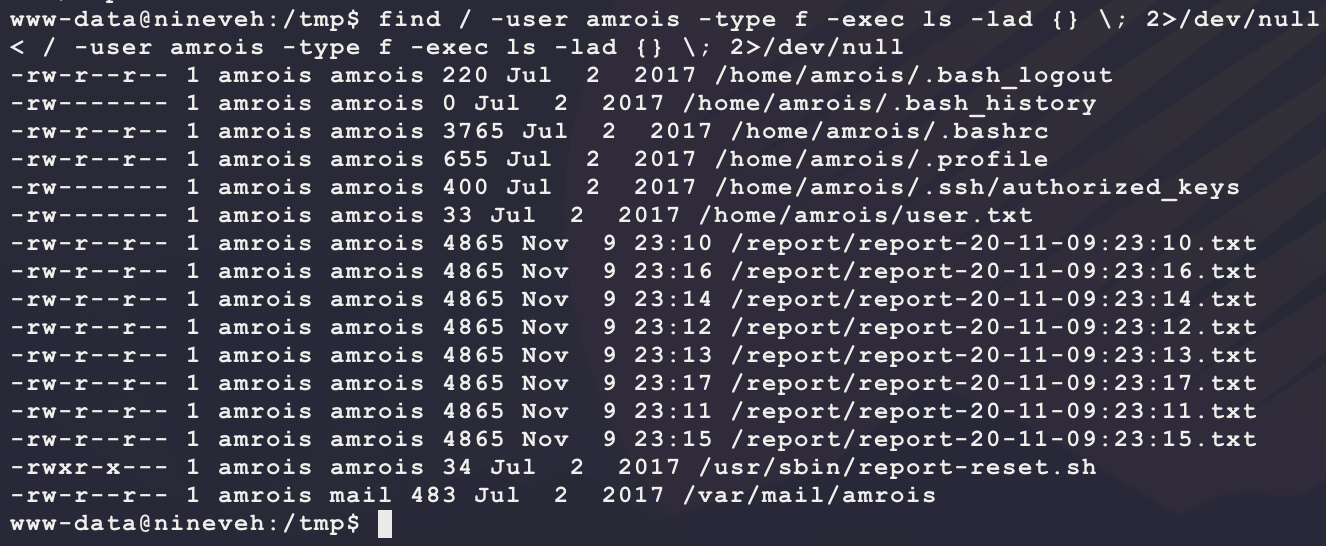 www-data@nineveh:/tmp$ find / -user amrois -type f -exec ls -lad {} \; 2>/dev/null
< / -user amrois -type f -exec ls -lad {} \; 2>/dev/null
-rw-r--r-- 1 amrois amrois 220 Jul  2  2017 /home/amrois/.bash_logout
-rw------- 1 amrois amrois 0 Jul  2  2017 /home/amrois/.bash_history
-rw-r--r-- 1 amrois amrois 3765 Jul  2  2017 /home/amrois/.bashrc
-rw-r--r-- 1 amrois amrois 655 Jul  2  2017 /home/amrois/.profile
-rw------- 1 amrois amrois 400 Jul  2  2017 /home/amrois/.ssh/authorized_keys
-rw------- 1 amrois amrois 33 Jul  2  2017 /home/amrois/user.txt
-rw-r--r-- 1 amrois amrois 4865 Nov  9 23:10 /report/report-20-11-09:23:10.txt
-rw-r--r-- 1 amrois amrois 4865 Nov  9 23:16 /report/report-20-11-09:23:16.txt
-rw-r--r-- 1 amrois amrois 4865 Nov  9 23:14 /report/report-20-11-09:23:14.txt
-rw-r--r-- 1 amrois amrois 4865 Nov  9 23:12 /report/report-20-11-09:23:12.txt
-rw-r--r-- 1 amrois amrois 4865 Nov  9 23:13 /report/report-20-11-09:23:13.txt
-rw-r--r-- 1 amrois amrois 4865 Nov  9 23:17 /report/report-20-11-09:23:17.txt
-rw-r--r-- 1 amrois amrois 4865 Nov  9 23:11 /report/report-20-11-09:23:11.txt
-rw-r--r-- 1 amrois amrois 4865 Nov  9 23:15 /report/report-20-11-09:23:15.txt
-rwxr-x--- 1 amrois amrois 34 Jul  2  2017 /usr/sbin/report-reset.sh
-rw-r--r-- 1 amrois mail 483 Jul  2  2017 /var/mail/amrois
www-data@nineveh:/tmp$